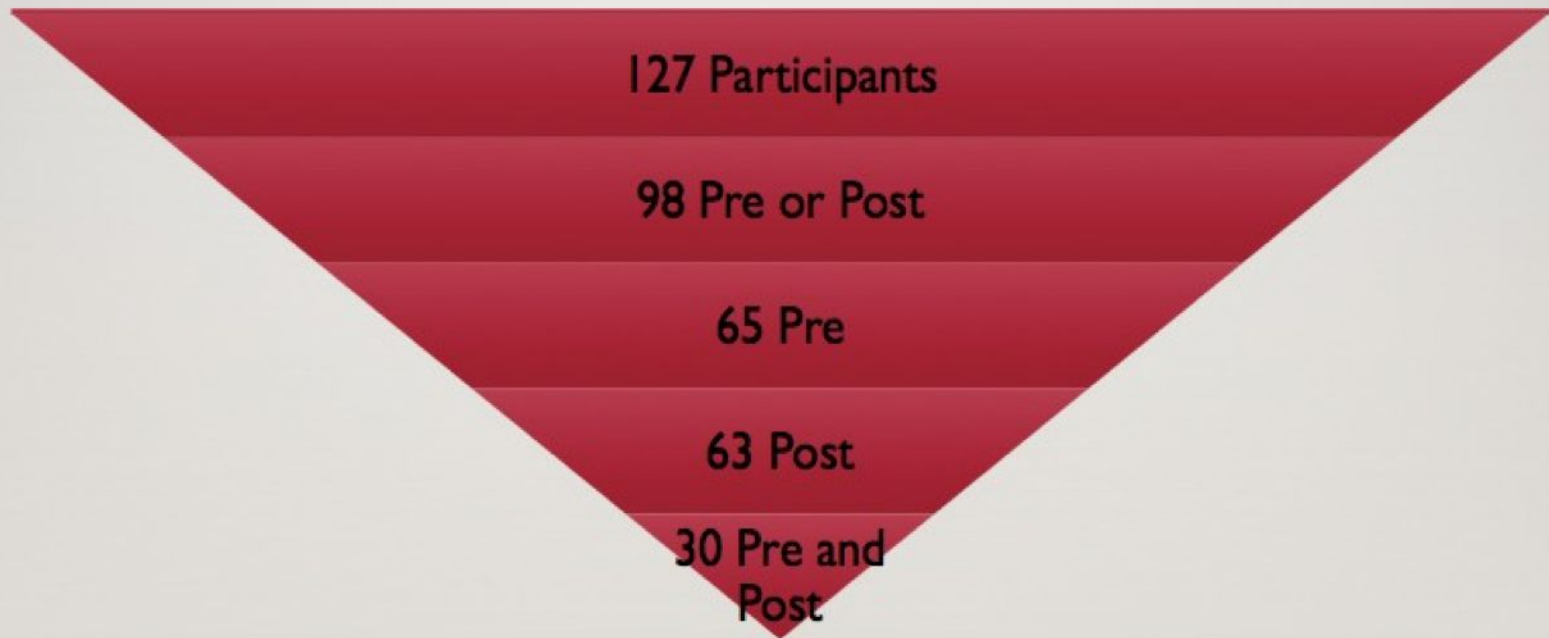 127 Participants
98 Pre or Post
65 Pre
63 Post
30 Pre and
Post